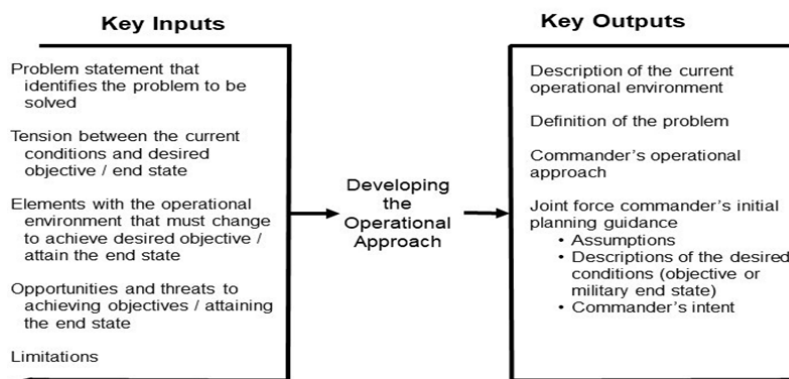 Key Inputs
Problem statement that
identifies the problem to be
solved
Tension between the current
conditions and desired
objective / end state
Elements with the operational
environment that must change
to achieve desired objective /
attain the end state
Opportunities and threats to
achieving objectives / attaining
the end state
Limitations
Developing
the
Operational
Approach
Key Outputs
Description of the current
operational environment
Definition of the problem
Commander's operational
approach
Joint force commander's initial
planning guidance
• Assumptions
• Descriptions of the desired
conditions (objective or
military end state)
• Commander's intent